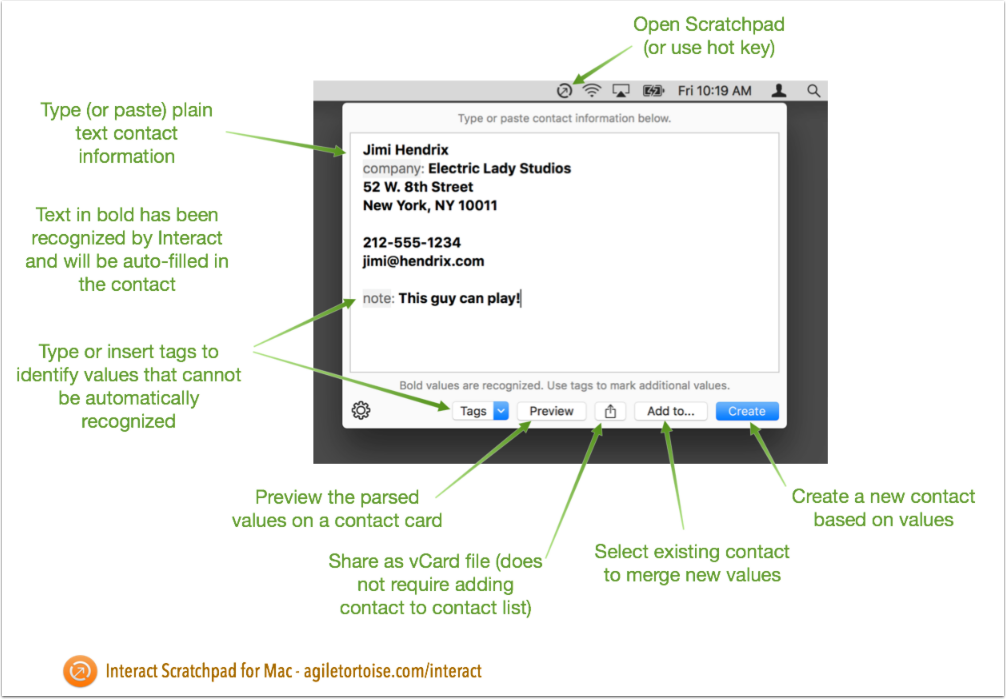 Open Scratchpad
(or use hot key)
Fri 10:19 AM
Type (or paste) plain
text contact
information
Type or paste contact information below.
Jimi Hendrix
company: Electric Lady Studios
52 W. 8th Street
New York, NY 10011
212-555-1234
jimi@hendrix.com
note: This guy can play!
Text in bold has been
recognized by Interact
and will be auto-filled in
the contact
Type or insert tags to
identify values that cannot
be automatically
recognized
Bold values are recognized. Use tags to mark additional values.
Tags Preview Add to... Create
Preview the parsed
values on a contact card
Share as vCard file (does
not require adding
contact to contact list)
Select existing contact
to merge new values
Create a new contact
based on values
Interact Scratchpad for Mac - agiletortoise.com/interact